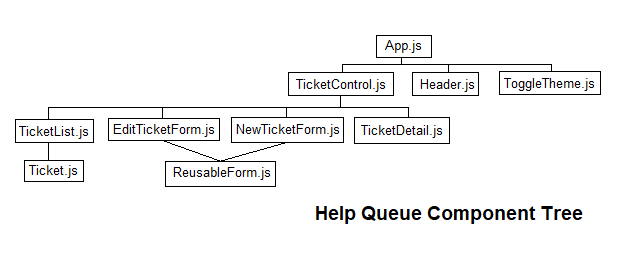 App.js
TicketControl.js
Header.js
ToggleTheme.js
TicketList.js
EditTicketForm.js
NewTicketForm.js
TicketDetail.js
Ticket.js
ReusableForm.js
Help Queue Component Tree